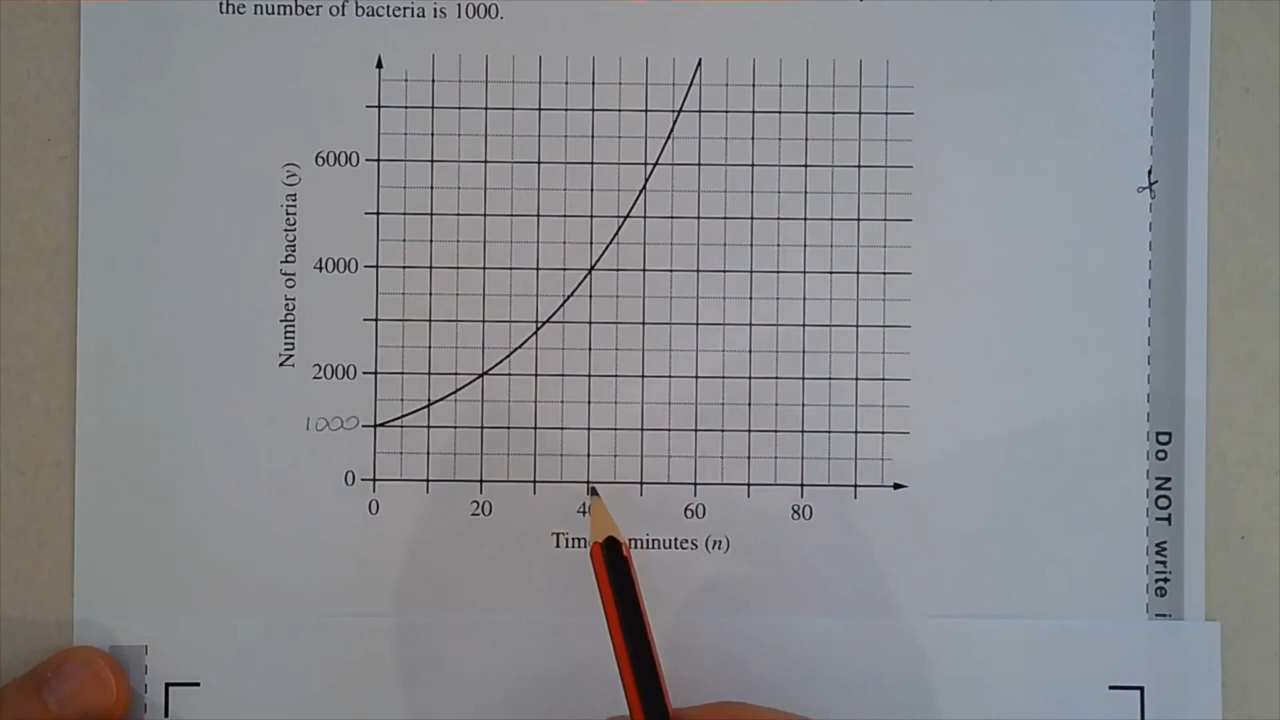 the number of bacteria is 1000.
Number of bacteria (y)
6000
4000
2000
1000
0
0 20 60 80
minutes (n)
Do NOT write